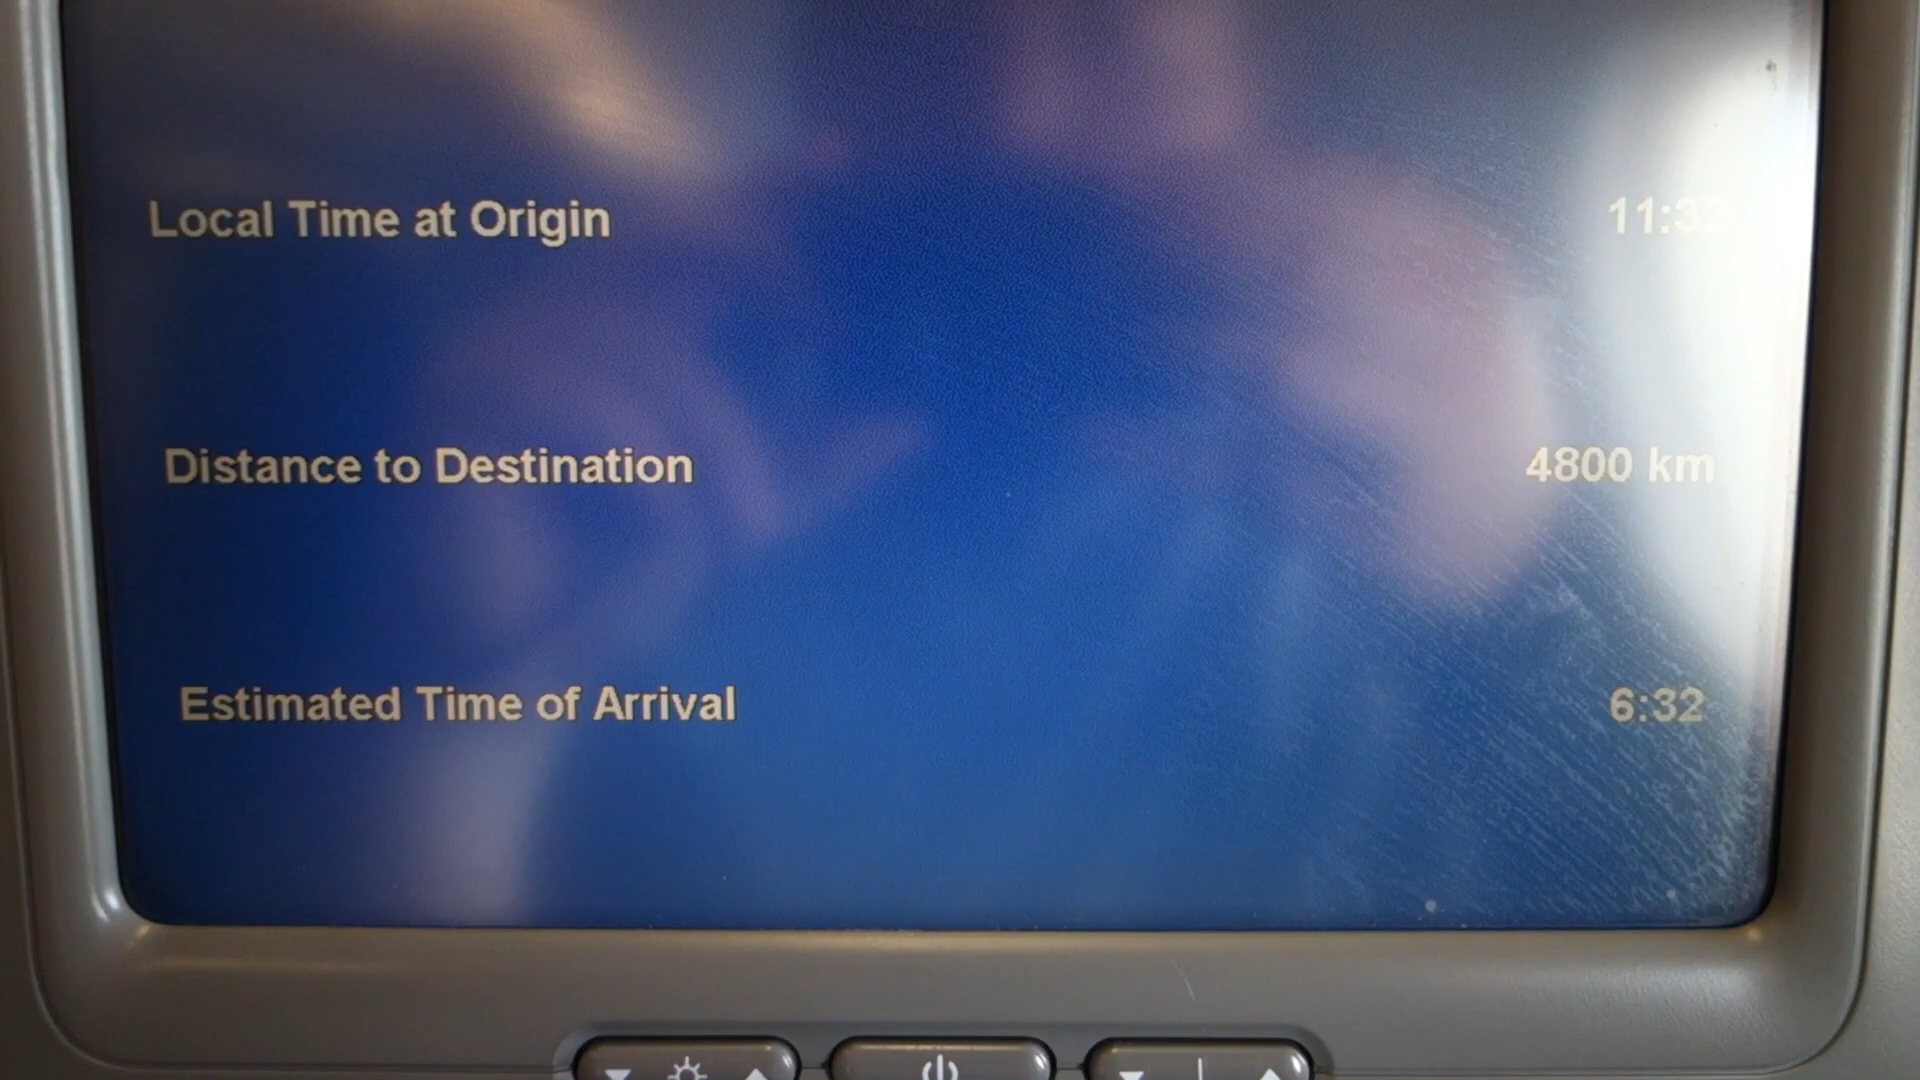 Local Time at Origin 11:32
Distance to Destination 4800 km
Estimated Time of Arrival 6:32